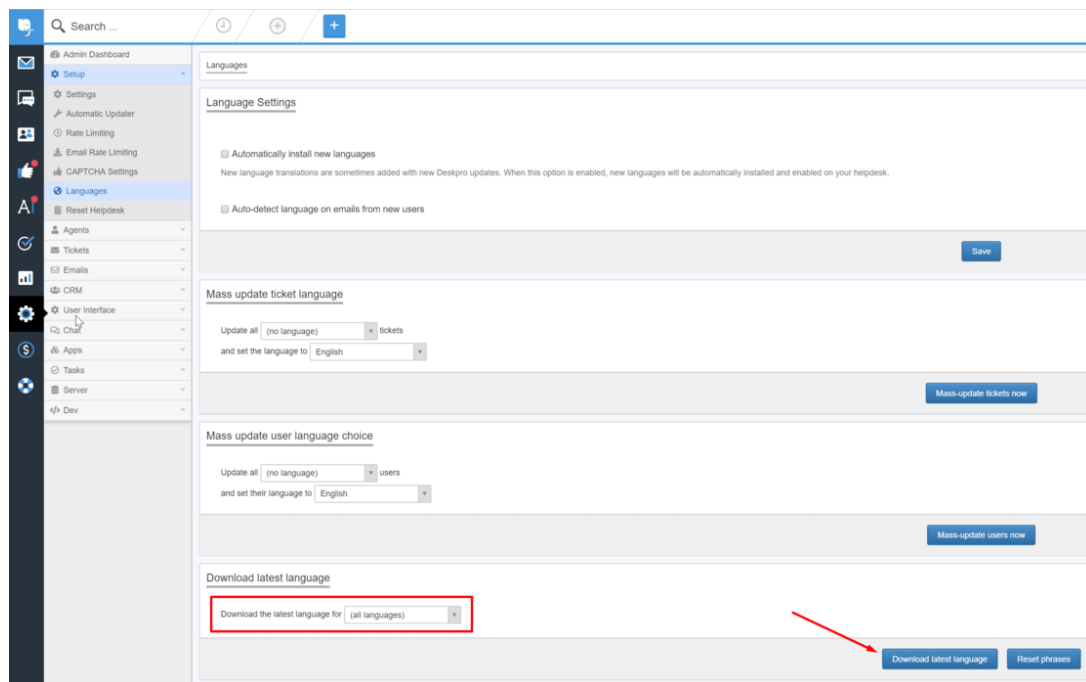 Search ...
+
Admin Dashboard
Setup
Settings
Automatic Updater
Rate Limiting
Email Rate Limiting
CAPTCHA Settings
Languages
Reset Helpdesk
Agents
Tickets
Emails
CRM
User Interface
Chat
Apps
Tasks
Server
</> Dev
Languages
Language Settings
Automatically install new languages
New language translations are sometimes added with new Deskpro updates. When this option is enabled, new languages will be automatically installed and enabled on your helpdesk.
Auto-detect language on emails from new users
Save
Mass update ticket language
Update all (no language) tickets
and set the language to English
Mass-update tickets now
Mass update user language choice
Update all (no language) users
and set their language to English
Mass-update users now
Download latest language
Download the latest language for (all languages)
Download latest language Reset phrases